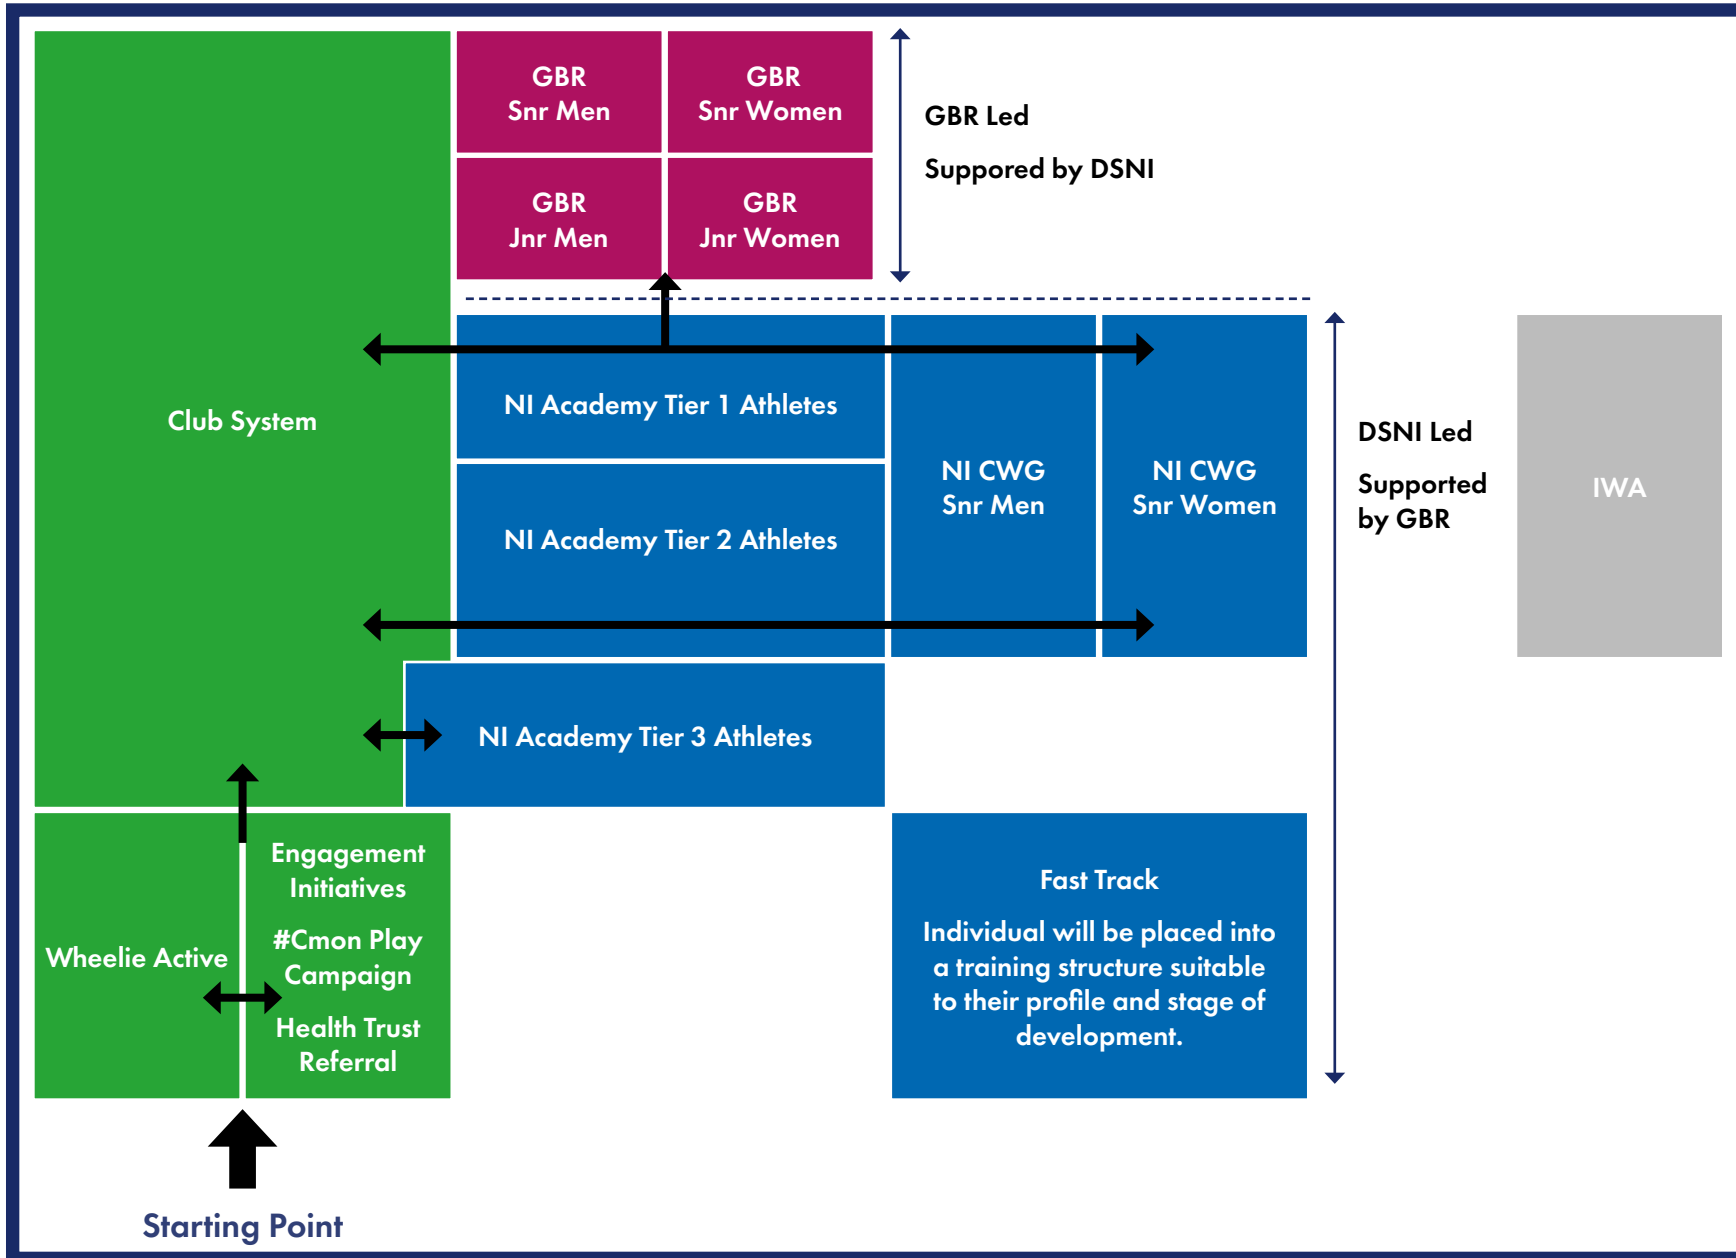 GBR
Snr Men
GBR
Snr Women
GBR
Jnr Men
GBR
Jnr Women
GBR Led
Suppored by DSNI
Club System
NI Academy Tier 1 Athletes
NI Academy Tier 2 Athletes
NI CWG
Snr Men
NI CWG
Snr Women
DSNI Led
Supported
by GBR
IWA
NI Academy Tier 3 Athletes
Wheelie Active
Engagement
Initiatives
#Cmon Play
Campaign
Health Trust
Referral
Fast Track
Individual will be placed into
a training structure suitable
to their profile and stage of
development.
Starting Point